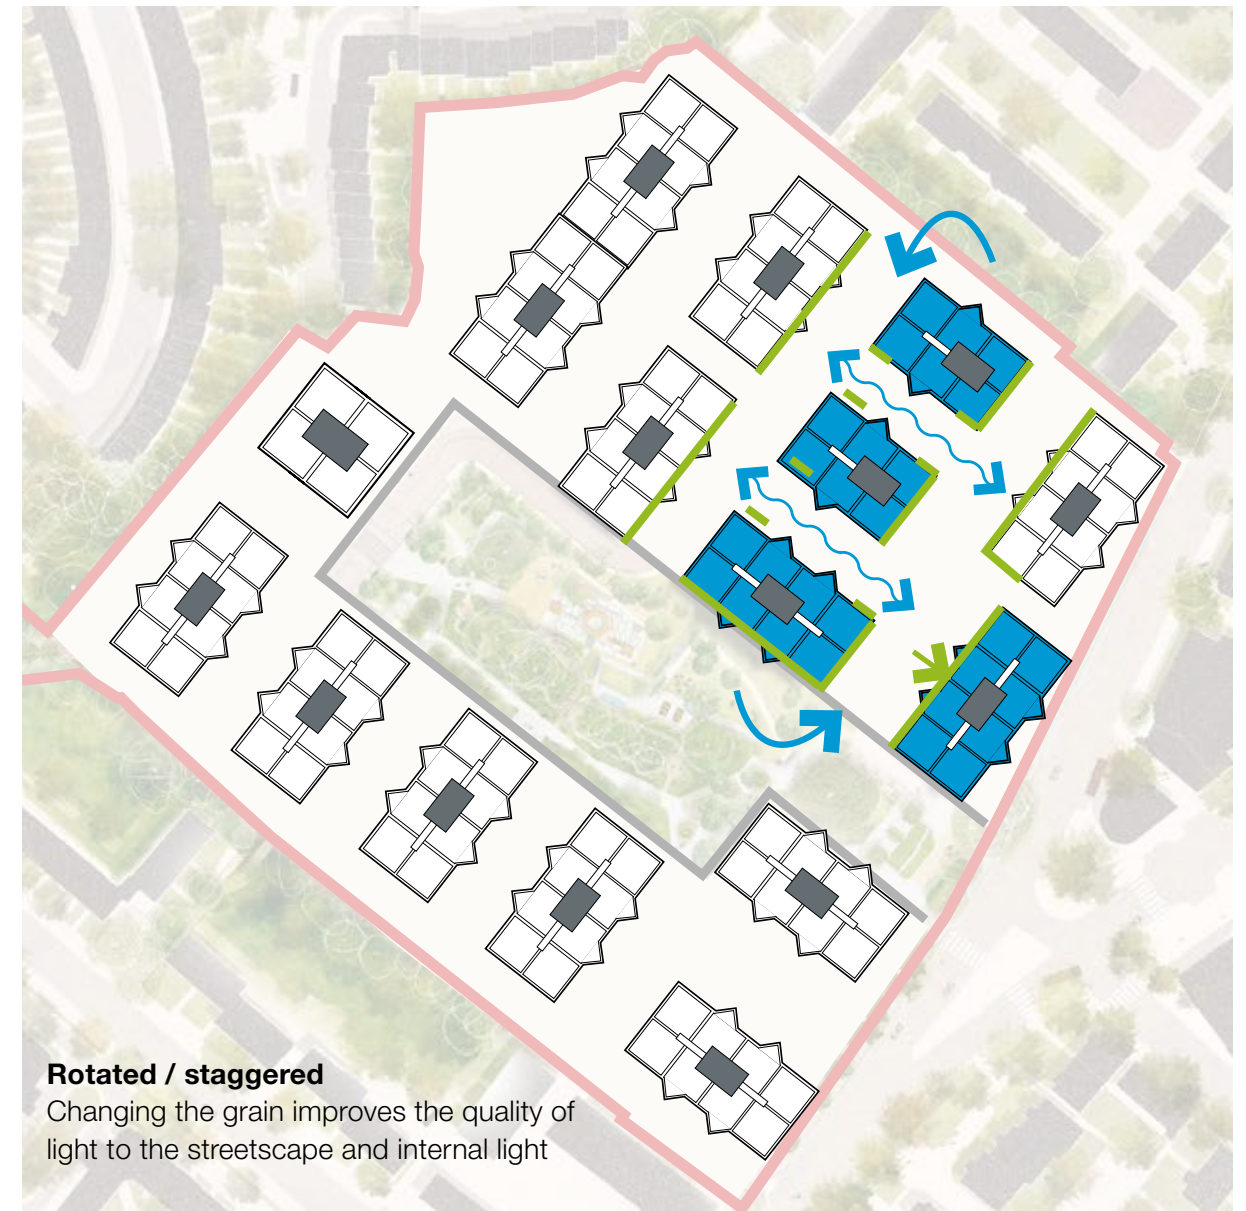 Rotated / staggered
Changing the grain improves the quality of
light to the streetscape and internal light